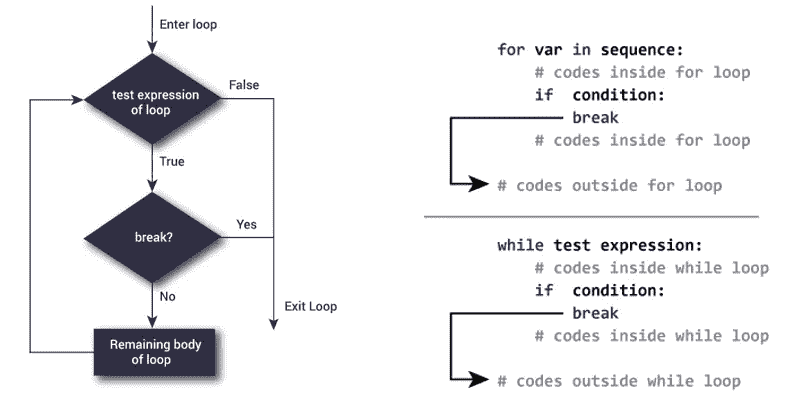 Enter loop
test expression
of loop
False
True
break?
Yes
No
Exit Loop
Remaining body
of loop
for var in sequence:
# codes inside for loop
if condition:
break
# codes inside for loop
# codes outside for loop
while test expression:
# codes inside while loop
if condition:
break
# codes inside while loop
# codes outside while loop